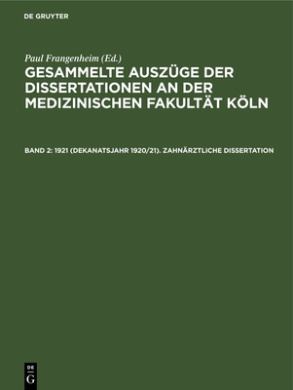 DE GRUYTER
Paul Frangenheim (Ed.)
GESAMMELTE AUSZÜGE DER
DISSERTATIONEN AN DER
MEDIZINISCHEN FAKULTÄT KÖLN
BAND 2: 1921 (DEKANATSJAHR 1920/21). ZAHNÄRZTLICHE DISSERTATION
DE
G